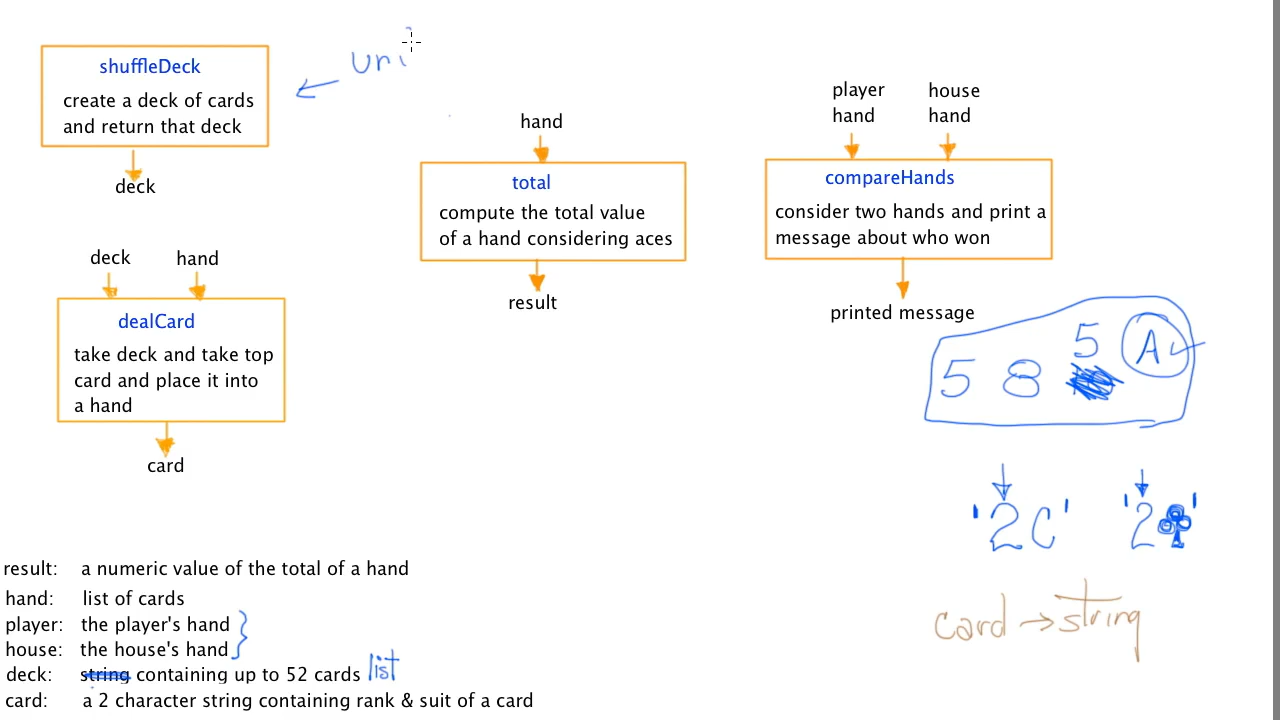 shuffleDeck
create a deck of cards
and return that deck
deck
uni
deck hand
dealCard
take deck and take top
card and place it into
a hand
card
hand
total
compute the total value
of a hand considering aces
result
player house
hand hand
compareHands
consider two hands and print a
message about who won
printed message
5 8 5 A
'2C' '2♣'
card → string
result: a numeric value of the total of a hand
hand: list of cards
player: the player's hand
house: the house's hand
deck: string containing up to 52 cards list
card: a 2 character string containing rank & suit of a card